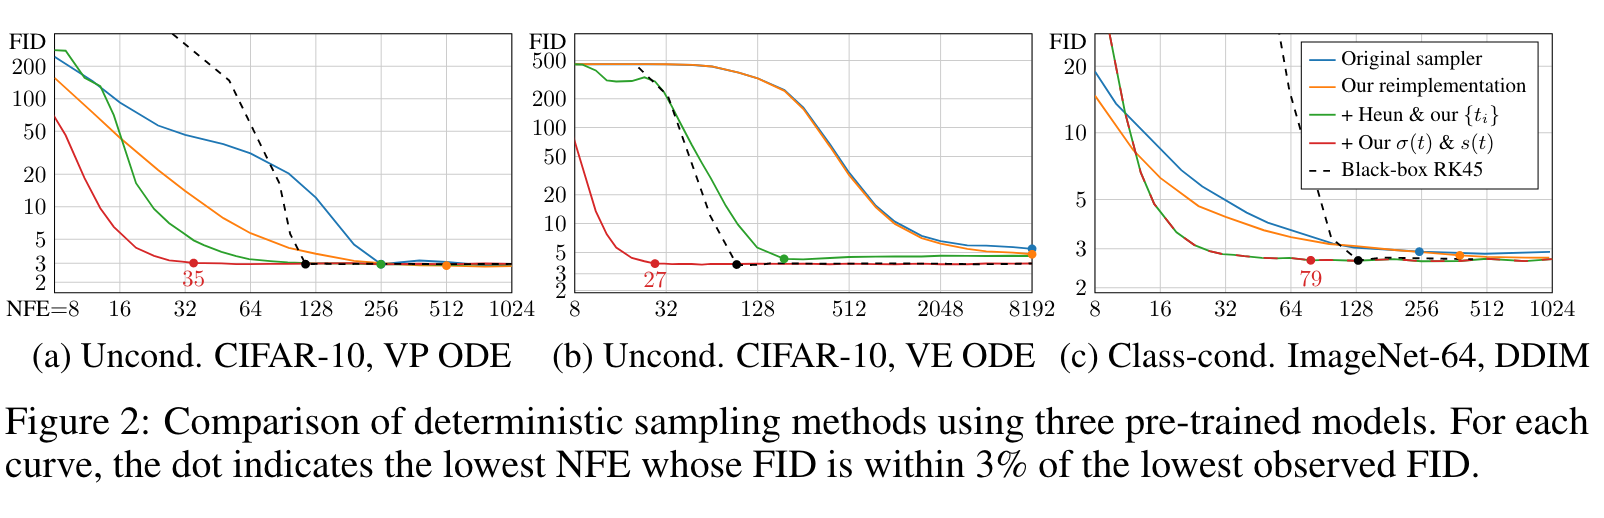 FID
200
100
50
20
10
5
3
2
NFE=8 16 32 64 128 256 512 1024
35
(a) Uncond. CIFAR-10, VP ODE
FID
500
200
100
50
20
10
5
3
2
8 32 128 512 2048 8192
27
(b) Uncond. CIFAR-10, VE ODE
FID
20
10
5
3
2
8 16 32 64 128 256 512 1024
79
Original sampler
Our reimplementation
+ Heun & our {tᵢ}
+ Our σ(t) & s(t)
Black-box RK45
(c) Class-cond. ImageNet-64, DDIM
Figure 2: Comparison of deterministic sampling methods using three pre-trained models. For each
curve, the dot indicates the lowest NFE whose FID is within 3% of the lowest observed FID.